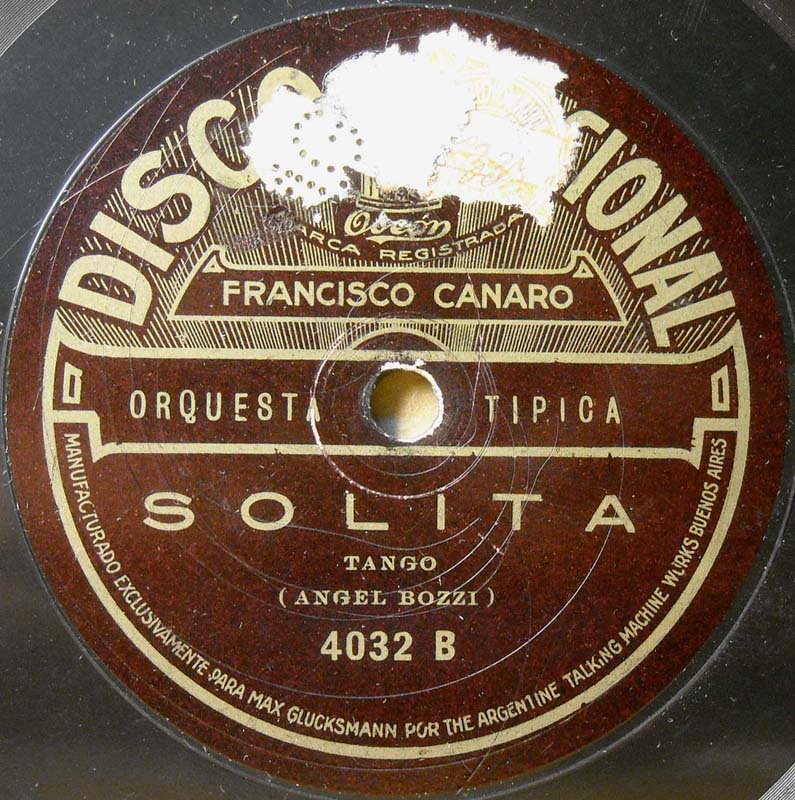 DISCO
CIONAL
Odeon
MARCA REGISTRADA
FRANCISCO CANARO
ORQUESTA TIPICA
SOLITA
TANGO
( ANGEL BOZZI )
4032 B
MANUFACTURADO EXCLUSIVAMENTE PARA MAX GLUCKSMANN POR THE ARGENTINE TALKING MACHINE WORKS BUENOS AIRES